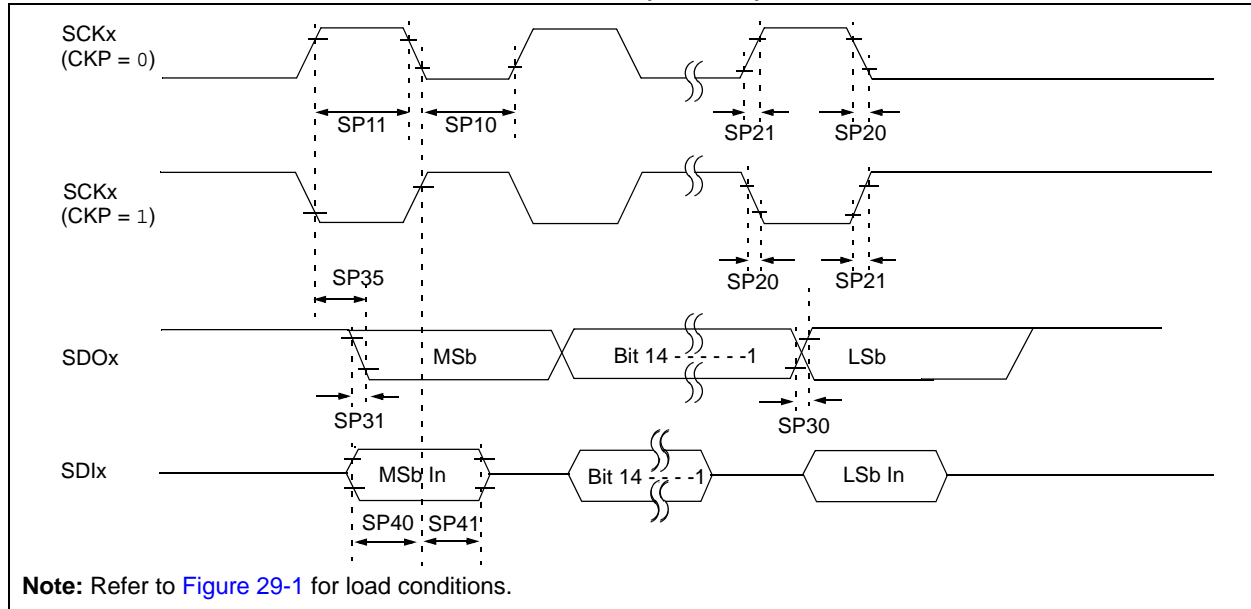 SCKx
(CKP = 0)
SP11
SP10
SP21
SP20
SCKx
(CKP = 1)
SP35
SP20
SP21
SDOx
MSb
Bit 14 - - - - - -1
LSb
SP31
SP30
SDIx
MSb In
Bit 14 - - - - -1
LSb In
SP40
SP41
Note: Refer to Figure 29-1 for load conditions.